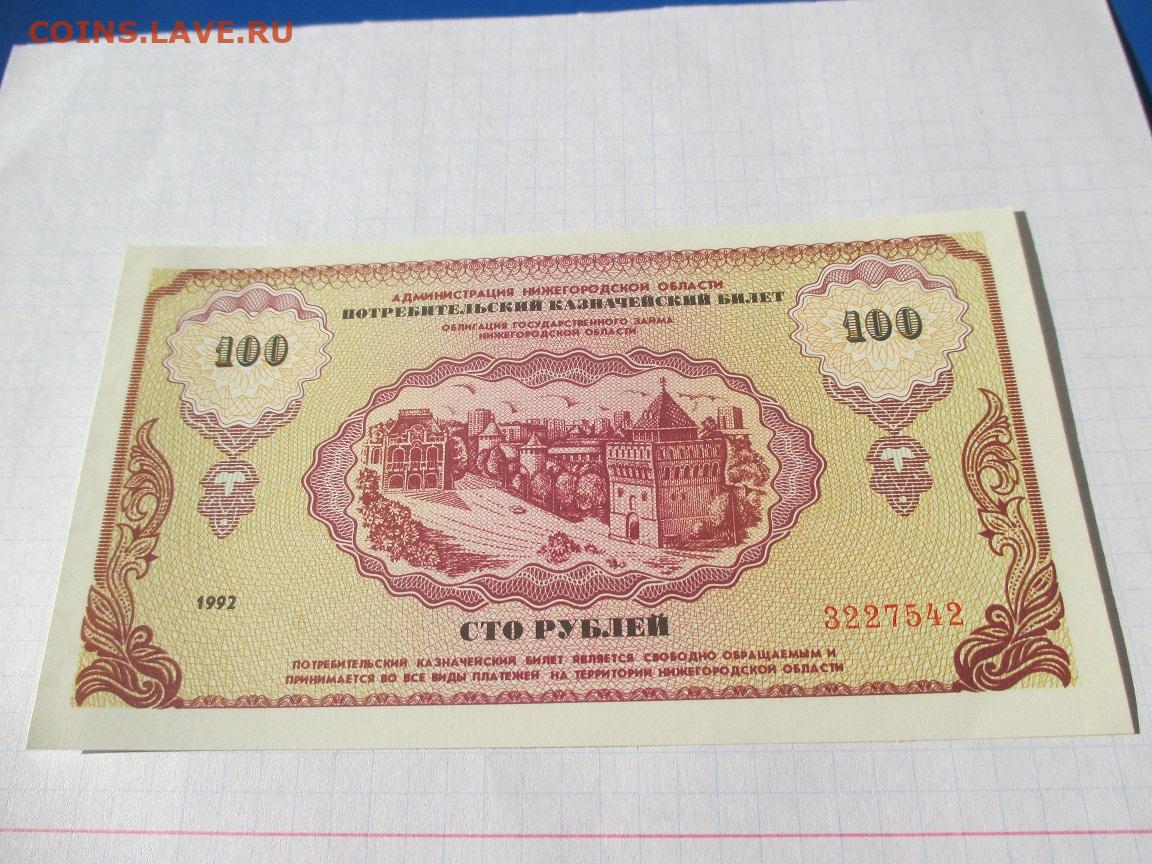 COINS.LAVE.RU
АДМИНИСТРАЦИЯ НИЖЕГОРОДСКОЙ ОБЛАСТИ
ПОТРЕБИТЕЛЬСКИЙ КАЗНАЧЕЙСКИЙ БИЛЕТ
ОБЛИГАЦИЯ ГОСУДАРСТВЕННОГО ЗАЙМА
НИЖЕГОРОДСКОЙ ОБЛАСТИ
100
100
1992
3227542
СТО РУБЛЕЙ
ПОТРЕБИТЕЛЬСКИЙ КАЗНАЧЕЙСКИЙ БИЛЕТ ЯВЛЯЕТСЯ СВОБОДНО ОБРАЩАЕМЫМ И
ПРИНИМАЕТСЯ ВО ВСЕ ВИДЫ ПЛАТЕЖЕЙ НА ТЕРРИТОРИИ НИЖЕГОРОДСКОЙ ОБЛАСТИ